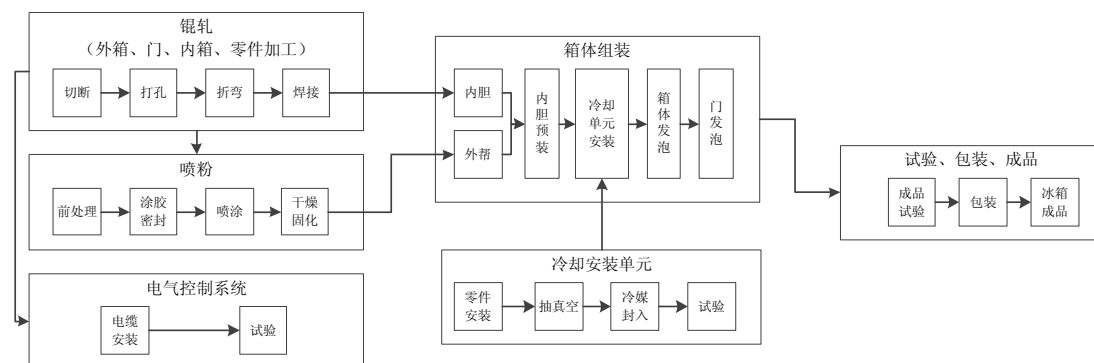 锟轧
（外箱、门、内箱、零件加工）
切断
打孔
折弯
焊接
喷粉
前处理
涂胶
密封
喷涂
干燥
固化
电气控制系统
电缆
安装
试验
箱体组装
内胆
外帮
内胆预装
冷却
单元
安装
箱体发泡
门发泡
冷却安装单元
零件
安装
抽真空
冷媒
封入
试验
试验、包装、成品
成品
试验
包装
冰箱
成品